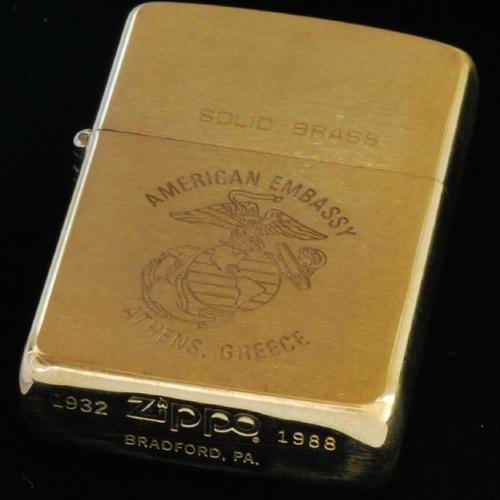 SOLID BRASS
AMERICAN EMBASSY
ATHENS, GREECE
1932 Zippo 1988
BRADFORD, PA.